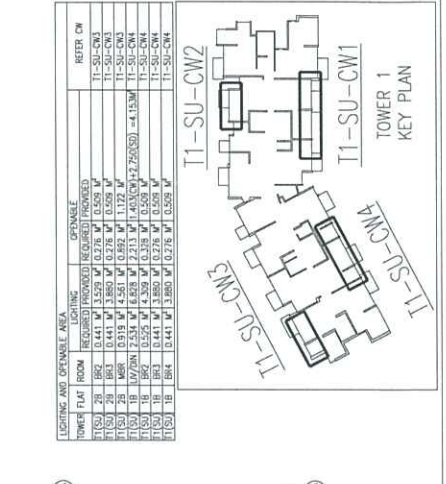 LIGHTING AND OPENABLE AREA
TOWER FLAT ROOM LIGHTING OPENABLE REFER CW
REQUIRED PROVIDED REQUIRED PROVIDED
T1(SU) 2B BR2 0.441 M² 3.529 M² 0.276 M² 0.509 M² T1-SU-CW3
T1(SU) 2B BR3 0.441 M² 3.880 M² 0.276 M² 0.509 M² T1-SU-CW3
T1(SU) 2B MBR 0.919 M² 4.561 M² 0.892 M² 1.122 M² T1-SU-CW3
T1(SU) 1B LIV/DIN 2.534 M² 6.828 M² 2.213 M² 1.403(CW)+2.750(SD) =4.153M² T1-SU-CW4
T1(SU) 1B BR2 0.525 M² 4.309 M² 0.328 M² 0.509 M² T1-SU-CW4
T1(SU) 1B BR3 0.441 M² 3.880 M² 0.276 M² 0.509 M² T1-SU-CW4
T1(SU) 1B BR4 0.441 M² 3.880 M² 0.276 M² 0.509 M² T1-SU-CW4
T1-SU-CW2
T1-SU-CW1
T1-SU-CW3
T1-SU-CW4
TOWER 1
KEY PLAN